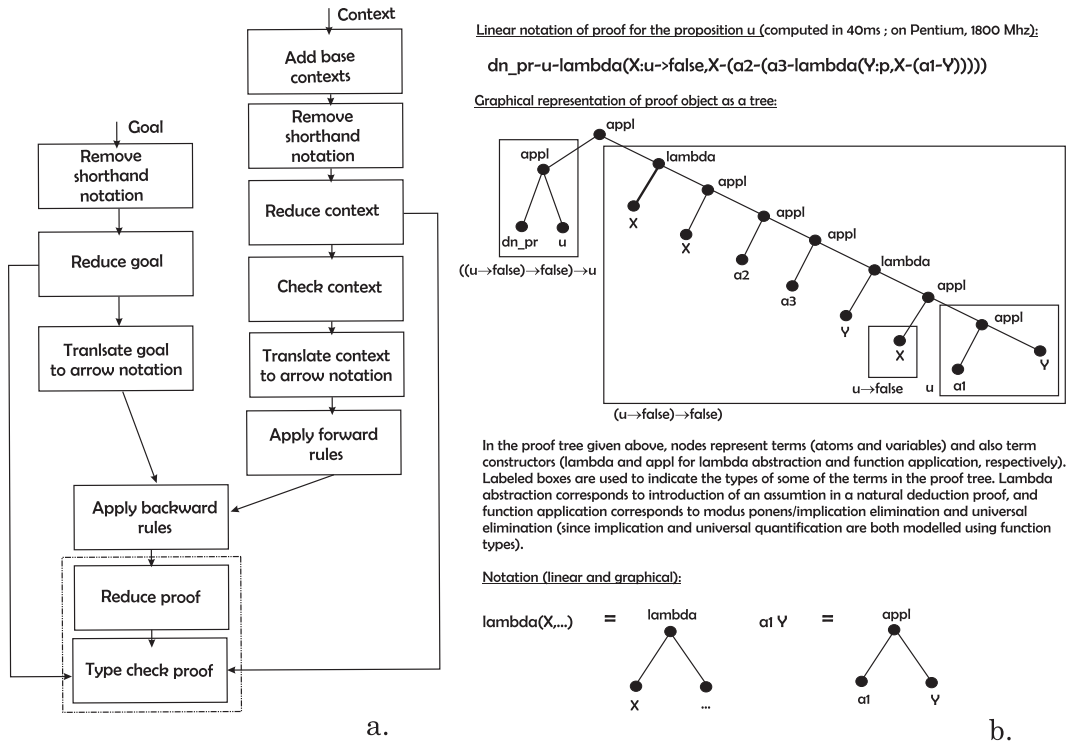 Context
Add base
contexts
Remove
shorthand
notation
Goal
Remove
shorthand
notation
Reduce context
Reduce goal
Check context
Tranlsate goal
to arrow notation
Translate context
to arrow notation
Apply forward
rules
Apply backward
rules
Reduce proof
Type check proof
a.
Linear notation of proof for the proposition u (computed in 40ms ; on Pentium, 1800 Mhz):
dn_pr-u-lambda(X:u->false,X-(a2-(a3-lambda(Y:p,X-(a1-Y)))))
Graphical representation of proof object as a tree:
appl
appl
lambda
appl
X
appl
dn_pr
u
X
appl
((u→false)→false)→u
a2
lambda
a3
appl
Y
appl
X
Y
u→false
u
a1
(u→false)→false)
In the proof tree given above, nodes represent terms (atoms and variables) and also term
constructors (lambda and appl for lambda abstraction and function application, respectively).
Labeled boxes are used to indicate the types of some of the terms in the proof tree. Lambda
abstraction corresponds to introduction of an assumtion in a natural deduction proof, and
function application corresponds to modus ponens/implication elimination and universal
elimination (since implication and universal quantification are both modelled using function
types).
Notation (linear and graphical):
lambda(X,...)
=
lambda
X
...
a1 Y
=
appl
a1
Y
b.